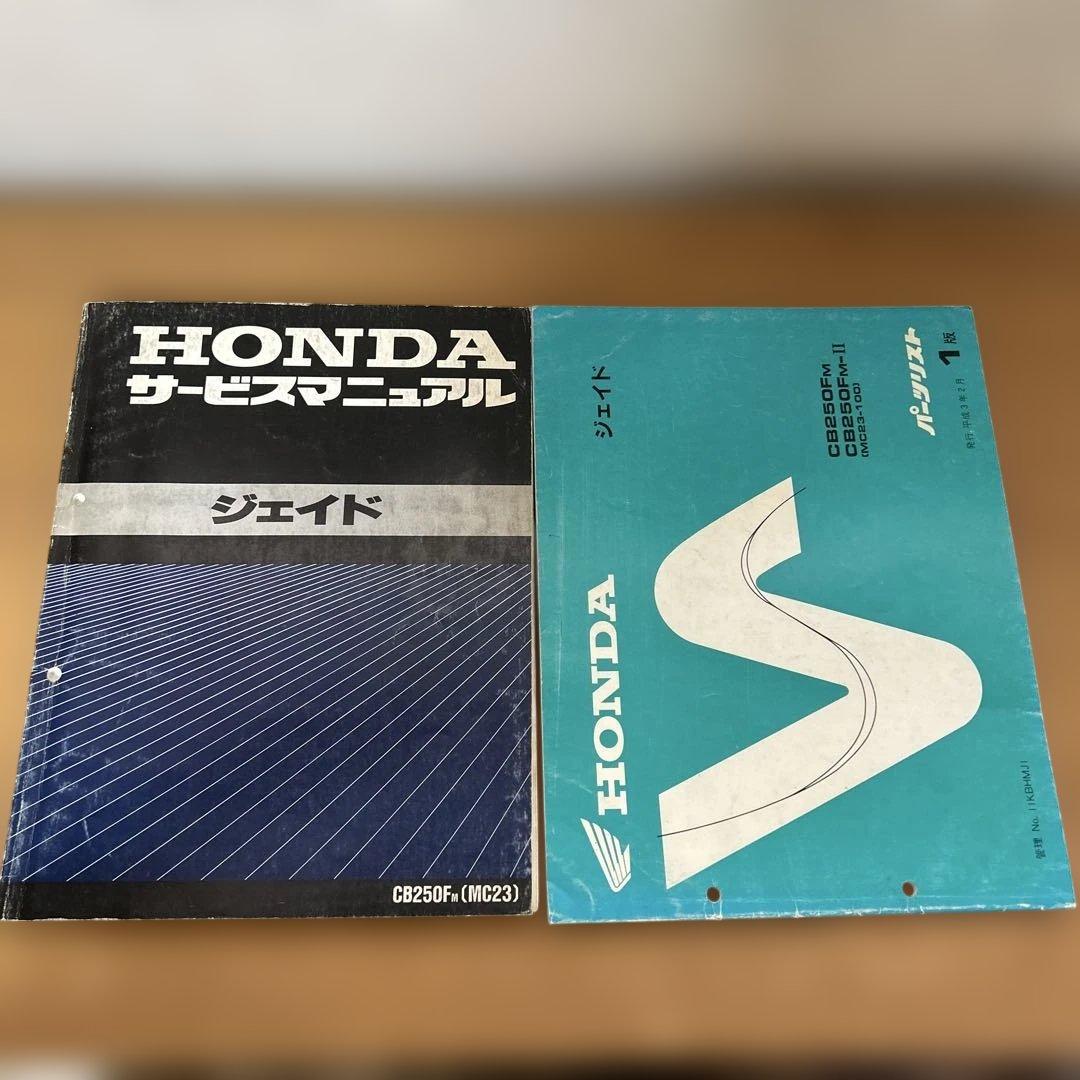 HONDA
サービスマニュアル
ジェイド
CB250FM (MC23)
ジェイド
CB250FM
CB250FM-II
(MC23-100)
パーツリスト
1版
発行 平成3年2月
HONDA
管理 No. 11KBHMJ1